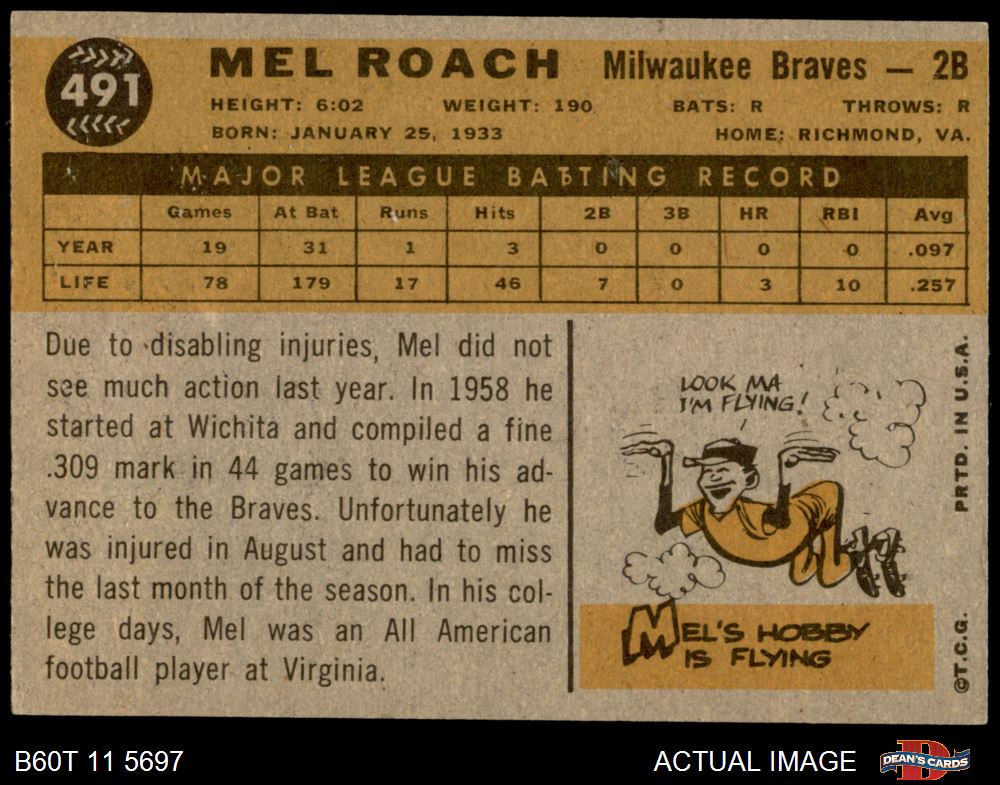 491
MEL ROACH Milwaukee Braves — 2B
HEIGHT: 6:02 WEIGHT: 190 BATS: R THROWS: R
BORN: JANUARY 25, 1933 HOME: RICHMOND, VA.
MAJOR LEAGUE BATTING RECORD
Games At Bat Runs Hits 2B 3B HR RBI Avg
YEAR 19 31 1 3 0 0 0 0 .097
LIFE 78 179 17 46 7 0 3 10 .257
Due to disabling injuries, Mel did not
see much action last year. In 1958 he
started at Wichita and compiled a fine
.309 mark in 44 games to win his ad-
vance to the Braves. Unfortunately he
was injured in August and had to miss
the last month of the season. In his col-
lege days, Mel was an All American
football player at Virginia.
LOOK MA
I'M FLYING!
MEL'S HOBBY
IS FLYING
©T.C.G. PRTD. IN U.S.A.
B60T 11 5697 ACTUAL IMAGE
D
DEAN'S CARDS